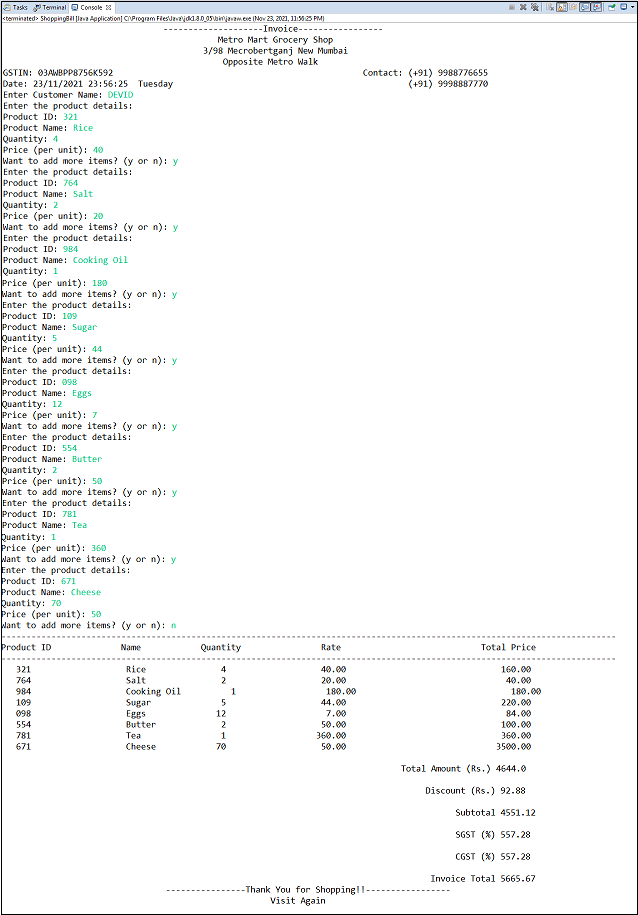 Tasks Terminal Console
<terminated> ShoppingBill [Java Application] C:\Program Files\Java\jdk1.8.0_05\bin\javaw.exe (Nov 23, 2021, 11:56:25 PM)
--------------------Invoice-----------------
Metro Mart Grocery Shop
3/98 Mecrobertganj New Mumbai
Opposite Metro Walk
GSTIN: 03AWBPP8756K592 Contact: (+91) 9988776655
Date: 23/11/2021 23:56:25 Tuesday (+91) 9998887770
Enter Customer Name: DEVID
Enter the product details:
Product ID: 321
Product Name: Rice
Quantity: 4
Price (per unit): 40
Want to add more items? (y or n): y
Enter the product details:
Product ID: 764
Product Name: Salt
Quantity: 2
Price (per unit): 20
Want to add more items? (y or n): y
Enter the product details:
Product ID: 984
Product Name: Cooking Oil
Quantity: 1
Price (per unit): 180
Want to add more items? (y or n): y
Enter the product details:
Product ID: 109
Product Name: Sugar
Quantity: 5
Price (per unit): 44
Want to add more items? (y or n): y
Enter the product details:
Product ID: 098
Product Name: Eggs
Quantity: 12
Price (per unit): 7
Want to add more items? (y or n): y
Enter the product details:
Product ID: 554
Product Name: Butter
Quantity: 2
Price (per unit): 50
Want to add more items? (y or n): y
Enter the product details:
Product ID: 781
Product Name: Tea
Quantity: 1
Price (per unit): 360
Want to add more items? (y or n): y
Enter the product details:
Product ID: 671
Product Name: Cheese
Quantity: 70
Price (per unit): 50
Want to add more items? (y or n): n
Product ID Name Quantity Rate Total Price
321 Rice 4 40.00 160.00
764 Salt 2 20.00 40.00
984 Cooking Oil 1 180.00 180.00
109 Sugar 5 44.00 220.00
098 Eggs 12 7.00 84.00
554 Butter 2 50.00 100.00
781 Tea 1 360.00 360.00
671 Cheese 70 50.00 3500.00
Total Amount (Rs.) 4644.0
Discount (Rs.) 92.88
Subtotal 4551.12
SGST (%) 557.28
CGST (%) 557.28
Invoice Total 5665.67
----------------Thank You for Shopping!!-----------------
Visit Again